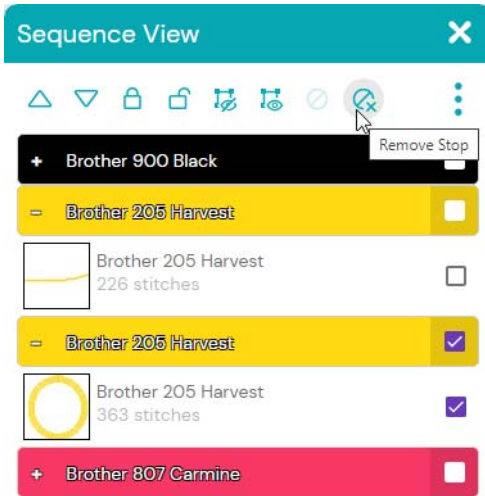 Sequence View
Remove Stop
Brother 900 Black
Brother 205 Harvest
Brother 205 Harvest
226 stitches
Brother 205 Harvest
Brother 205 Harvest
363 stitches
Brother 807 Carmine